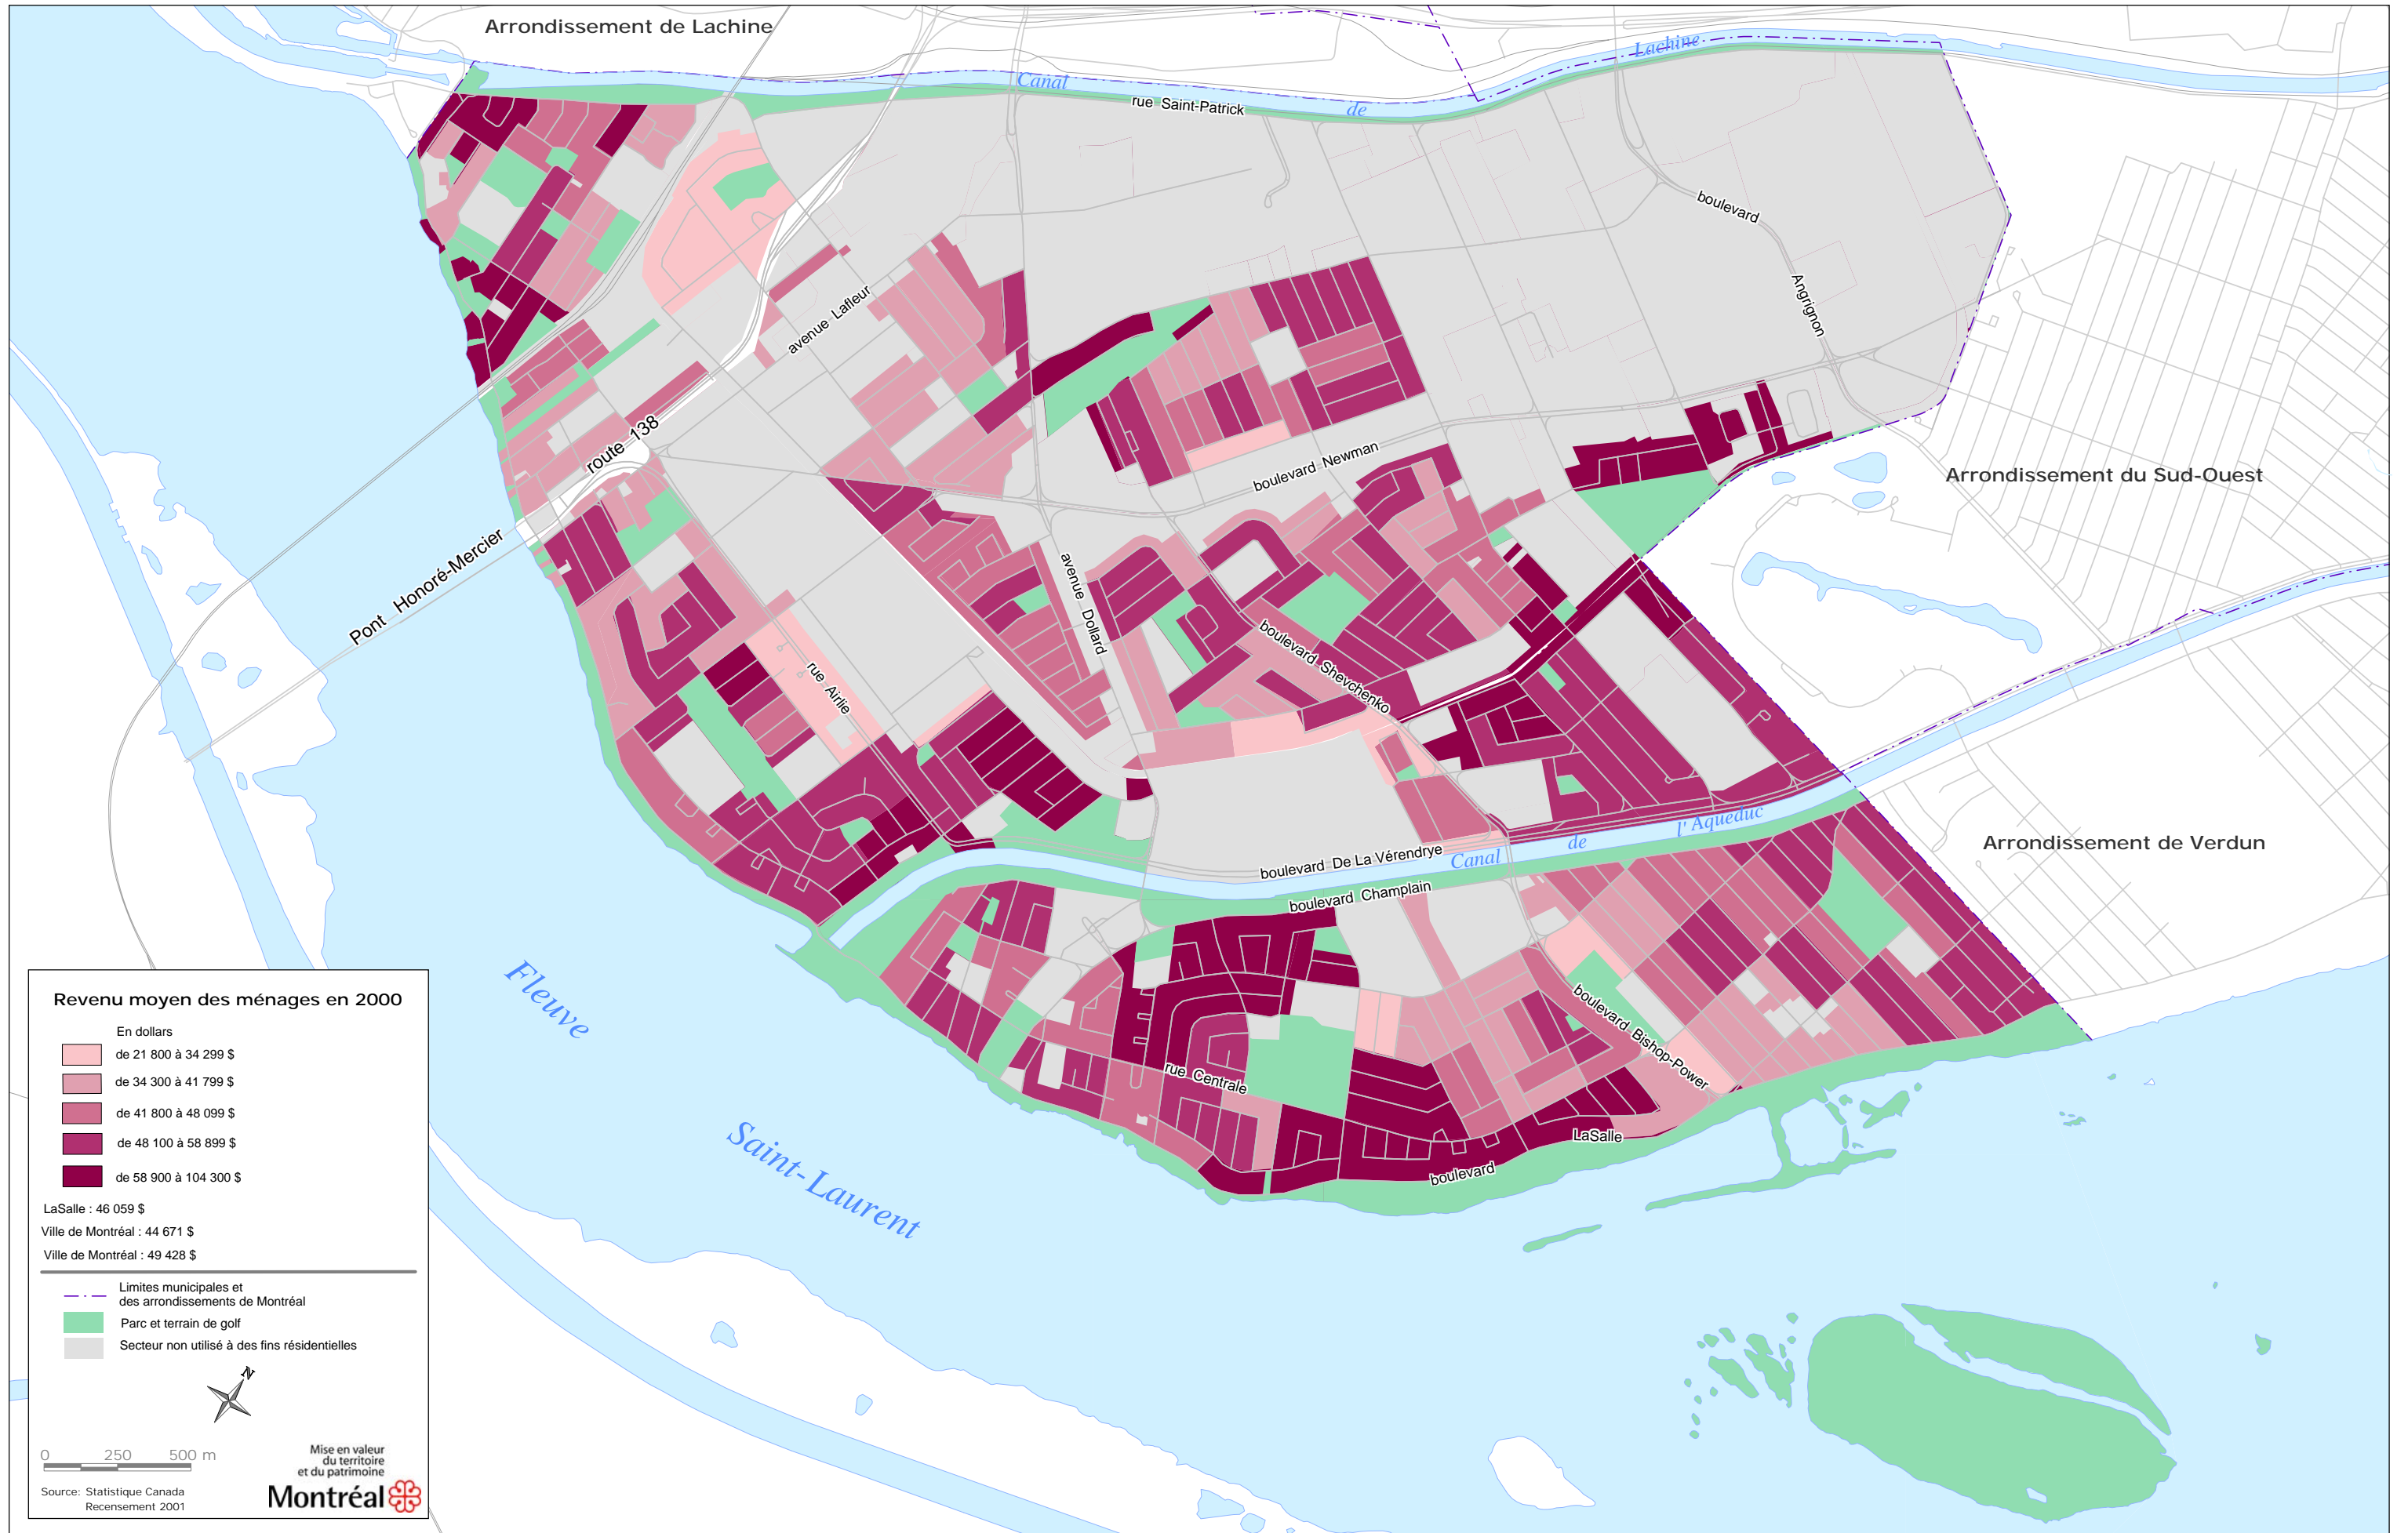 Arrondissement de Lachine
Canal de Lachine
rue Saint-Patrick
boulevard Angrignon
avenue Lafleur
route 138
Pont Honoré-Mercier
boulevard Newman
Arrondissement du Sud-Ouest
avenue Dollard
boulevard Shevchenko
rue Airlie
l'Aqueduc
Canal de
boulevard De La Vérendrye
boulevard Champlain
Arrondissement de Verdun
boulevard Bishop-Power
rue Centrale
LaSalle
boulevard
Fleuve
Saint-Laurent
Revenu moyen des ménages en 2000
En dollars
de 21 800 à 34 299 $
de 34 300 à 41 799 $
de 41 800 à 48 099 $
de 48 100 à 58 899 $
de 58 900 à 104 300 $
LaSalle : 46 059 $
Ville de Montréal : 44 671 $
Ville de Montréal : 49 428 $
Limites municipales et
des arrondissements de Montréal
Parc et terrain de golf
Secteur non utilisé à des fins résidentielles
N
0 250 500 m
Mise en valeur
du territoire
et du patrimoine
Montréal
Source: Statistique Canada
Recensement 2001